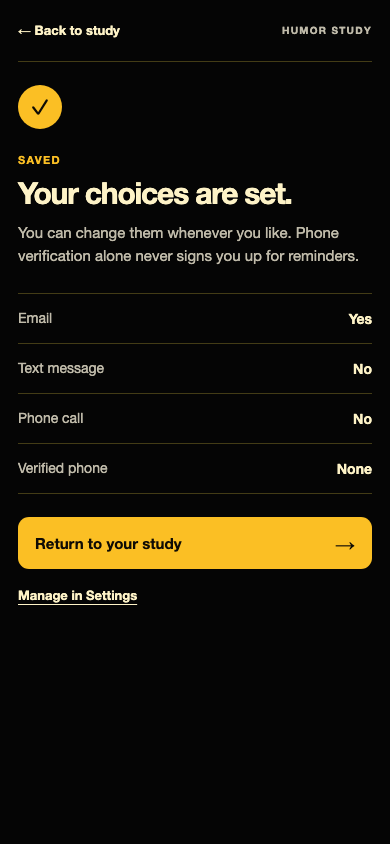 ← Back to study
HUMOR STUDY
SAVED
Your choices are set.
You can change them whenever you like. Phone
verification alone never signs you up for reminders.
Email Yes
Text message No
Phone call No
Verified phone None
Return to your study →
Manage in Settings